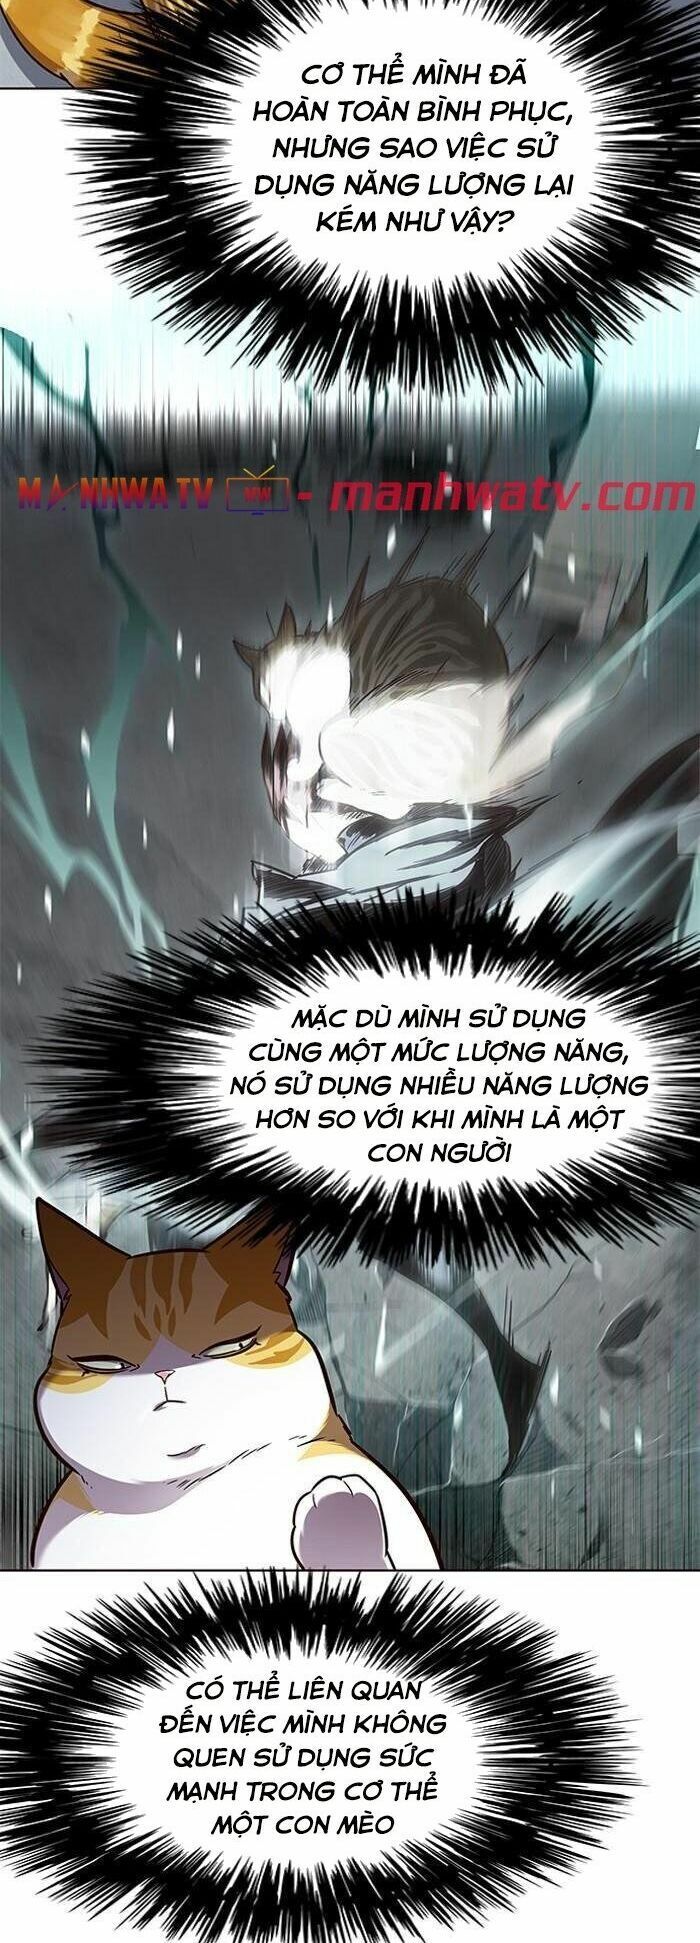 CƠ THỂ MÌNH ĐÃ
HOÀN TOÀN BÌNH PHỤC,
NHƯNG SAO VIỆC SỬ
DỤNG NĂNG LƯỢNG LẠI
KÉM NHƯ VẬY?
MANHWA TV MW - manhwatv.com
MẶC DÙ MÌNH SỬ DỤNG
CÙNG MỘT MỨC LƯỢNG NĂNG,
NÓ SỬ DỤNG NHIỀU NĂNG LƯỢNG
HƠN SO VỚI KHI MÌNH LÀ MỘT
CON NGƯỜI
CÓ THỂ LIÊN QUAN
ĐẾN VIỆC MÌNH KHÔNG
QUEN SỬ DỤNG SỨC
MẠNH TRONG CƠ THỂ
MỘT CON MÈO